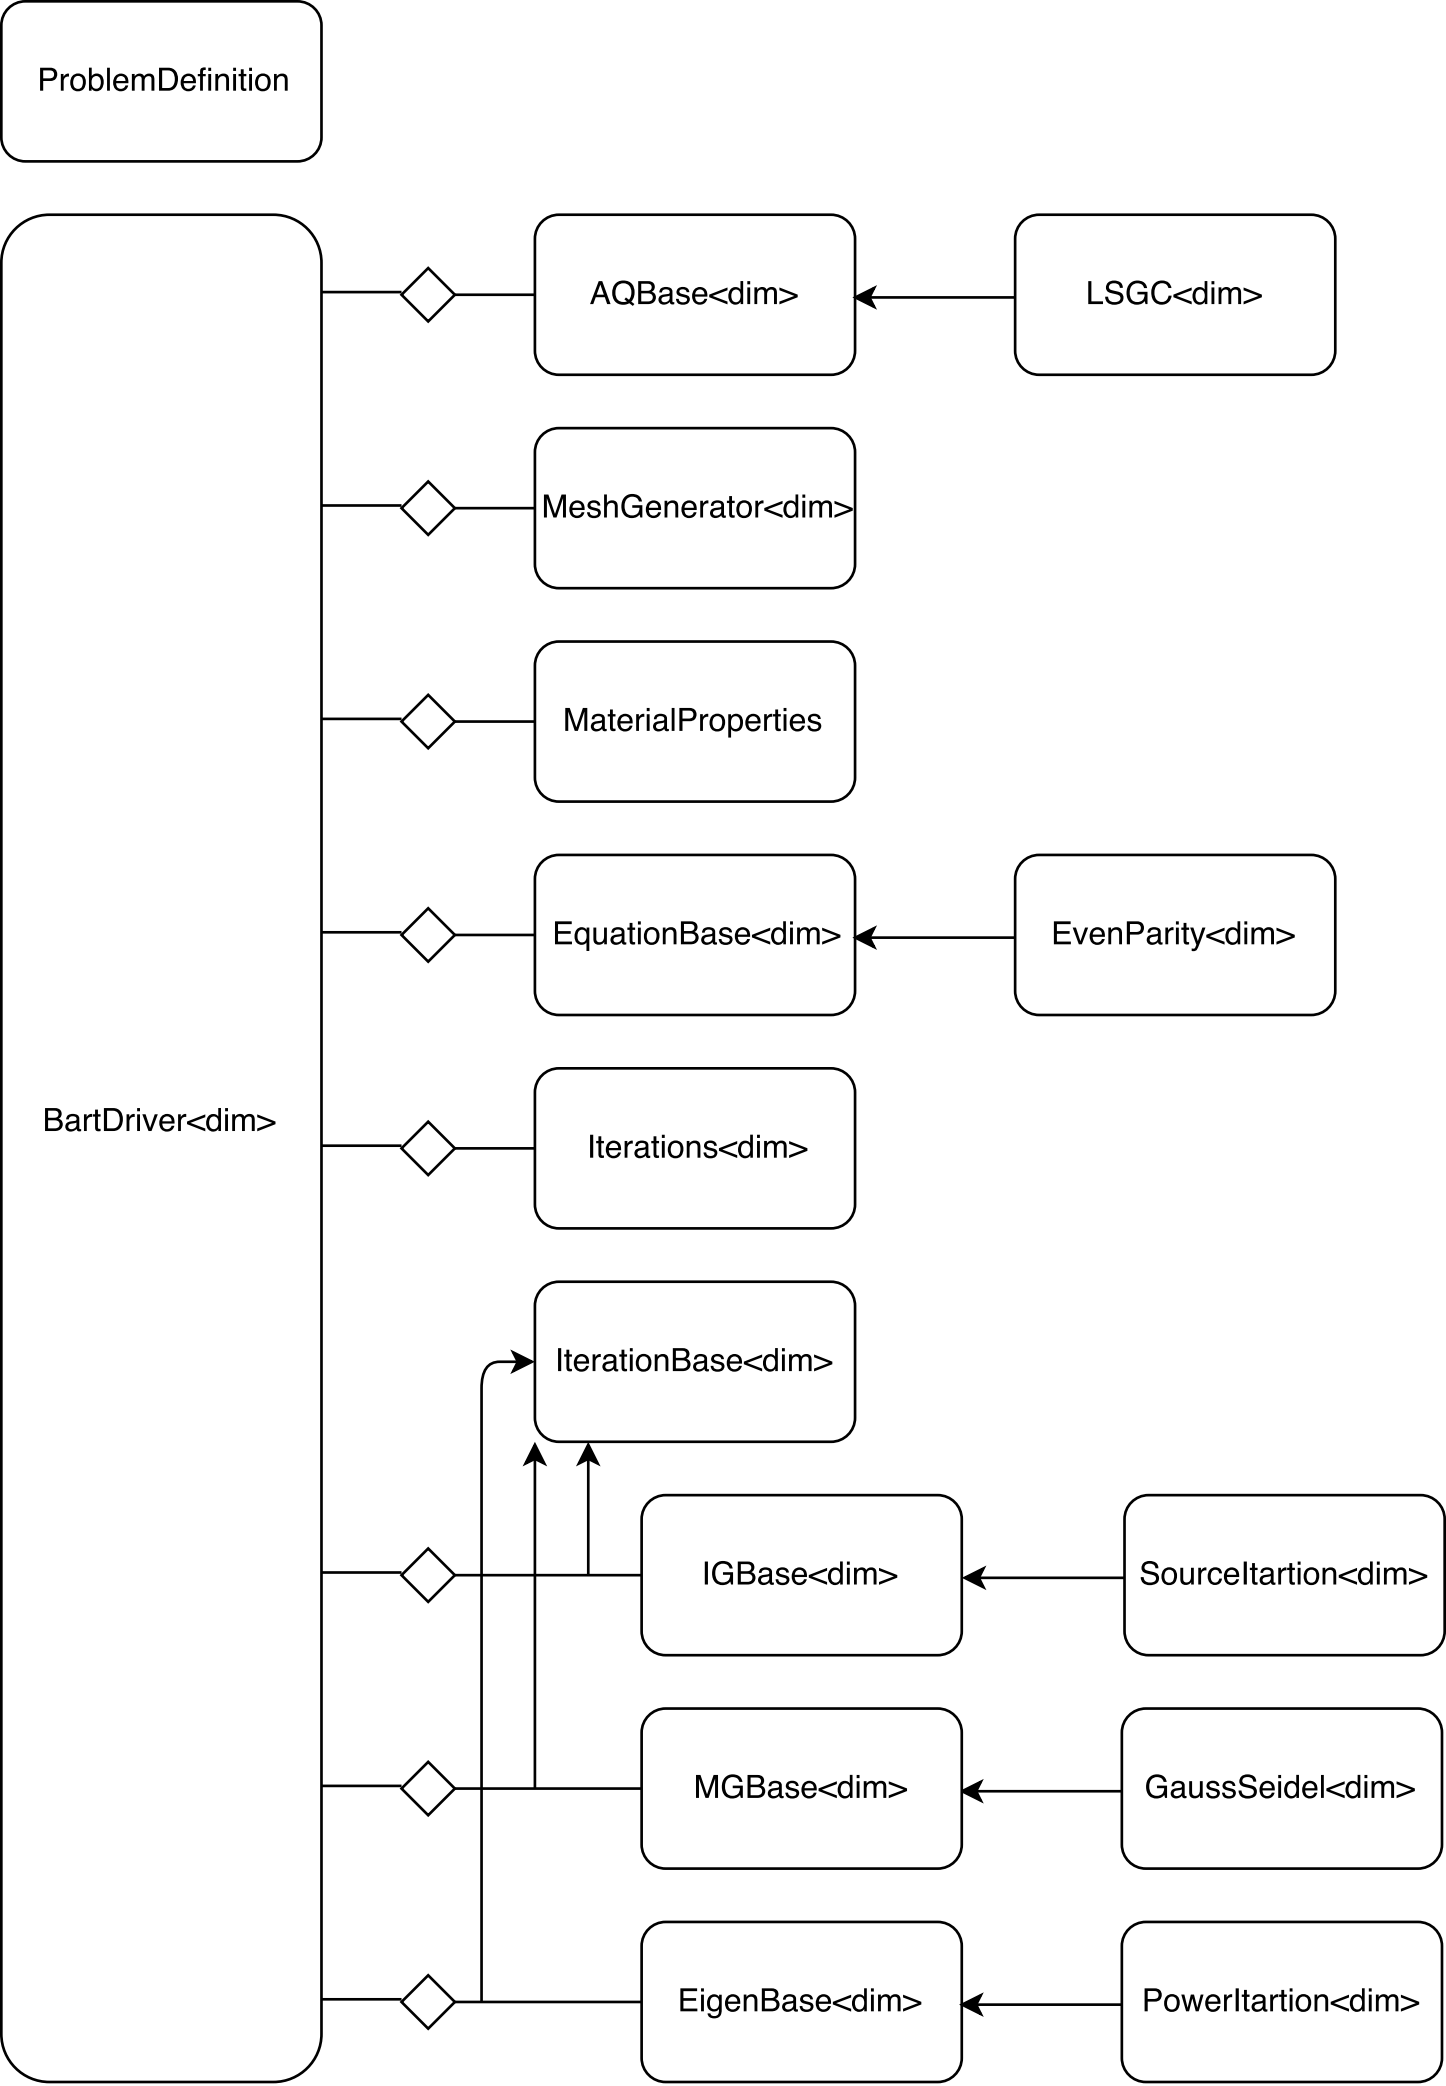 ProblemDefinition
AQBase<dim>
LSGC<dim>
MeshGenerator<dim>
MaterialProperties
EquationBase<dim>
EvenParity<dim>
BartDriver<dim>
Iterations<dim>
IterationBase<dim>
IGBase<dim>
SourceItartion<dim>
MGBase<dim>
GaussSeidel<dim>
EigenBase<dim>
PowerItartion<dim>